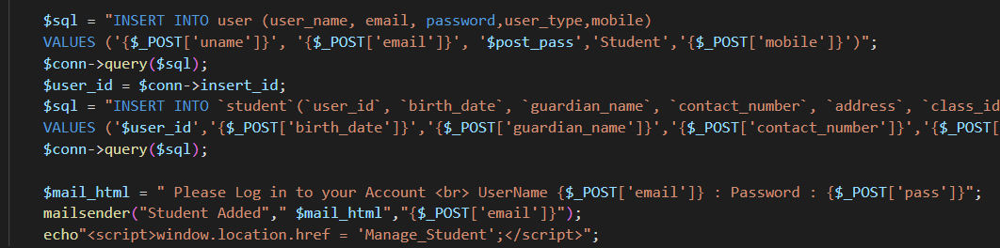 $sql = "INSERT INTO user (user_name, email, password,user_type,mobile)
VALUES ('{$_POST['uname']}', '{$_POST['email']}', '$post_pass','Student','{$_POST['mobile']}')";
$conn->query($sql);
$user_id = $conn->insert_id;
$sql = "INSERT INTO `student`(`user_id`, `birth_date`, `guardian_name`, `contact_number`, `address`, `class_id
VALUES ('$user_id','{$_POST['birth_date']}','{$_POST['guardian_name']}','{$_POST['contact_number']}','{$_POST[
$conn->query($sql);
$mail_html = " Please Log in to your Account <br> UserName {$_POST['email']} : Password : {$_POST['pass']}";
mailsender("Student Added"," $mail_html","{$_POST['email']}");
echo"<script>window.location.href = 'Manage_Student';</script>";